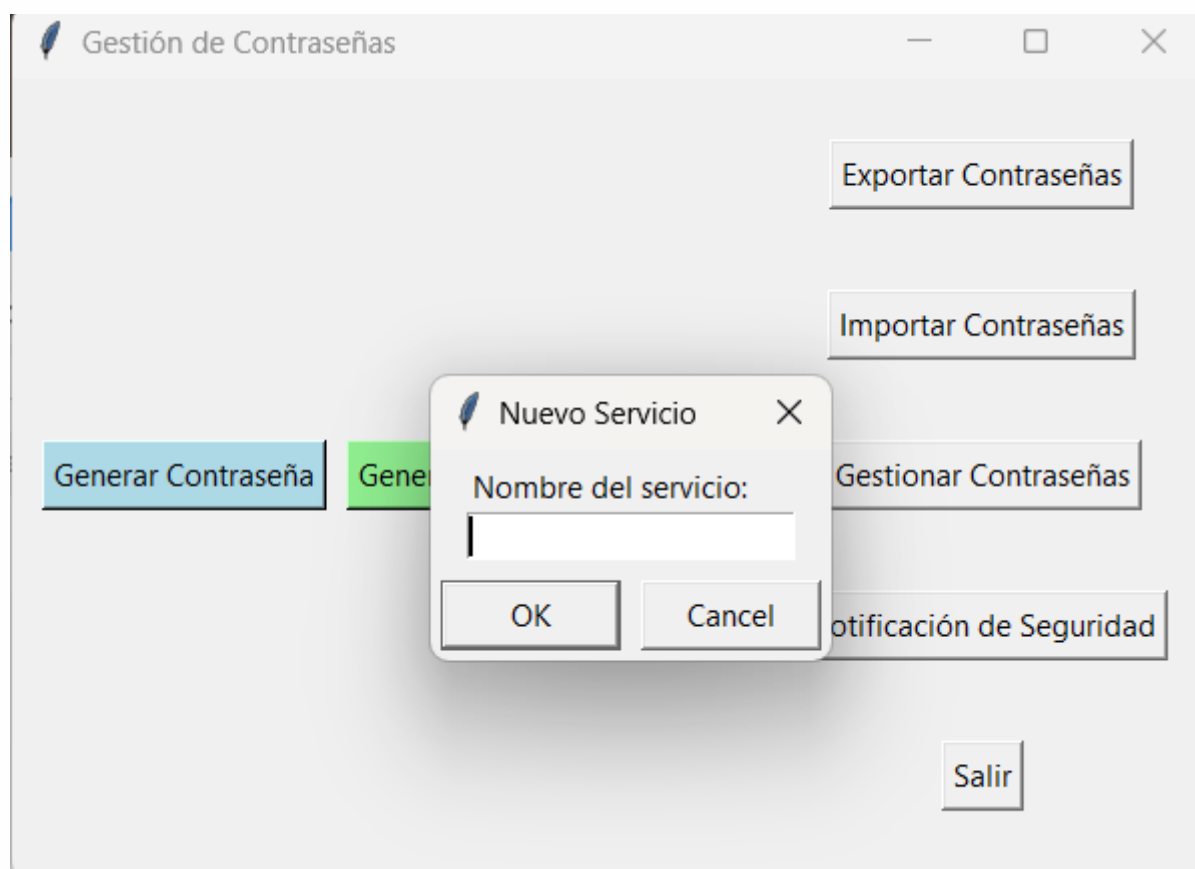 Gestión de Contraseñas
Exportar Contraseñas
Importar Contraseñas
Nuevo Servicio
Nombre del servicio:
OK Cancel
Generar Contraseña
Gestionar Contraseñas
de Seguridad
Salir